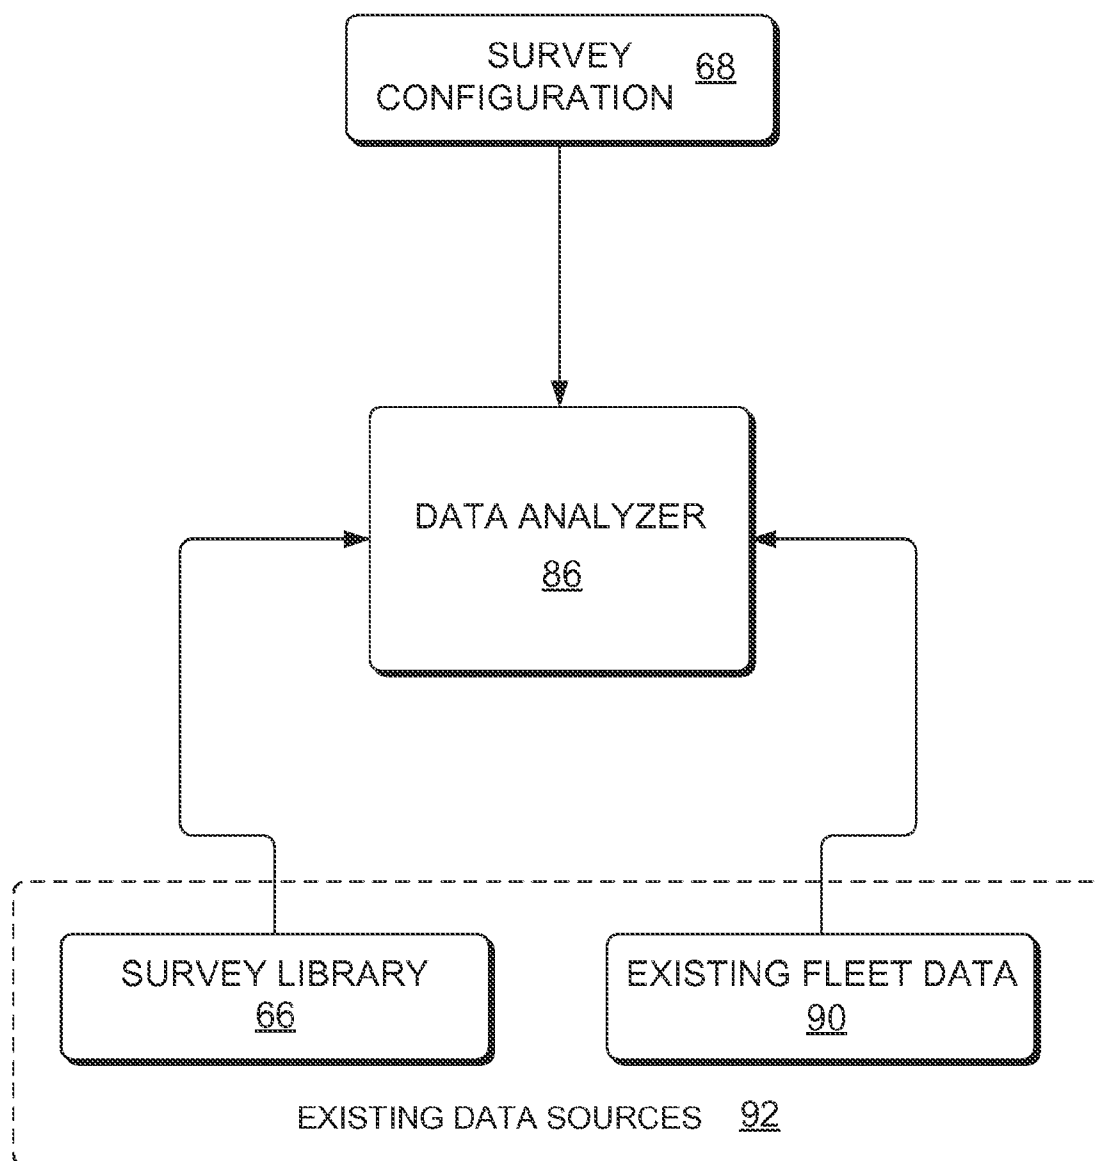 SURVEY
CONFIGURATION 68
DATA ANALYZER
86
SURVEY LIBRARY
66
EXISTING FLEET DATA
90
EXISTING DATA SOURCES 92